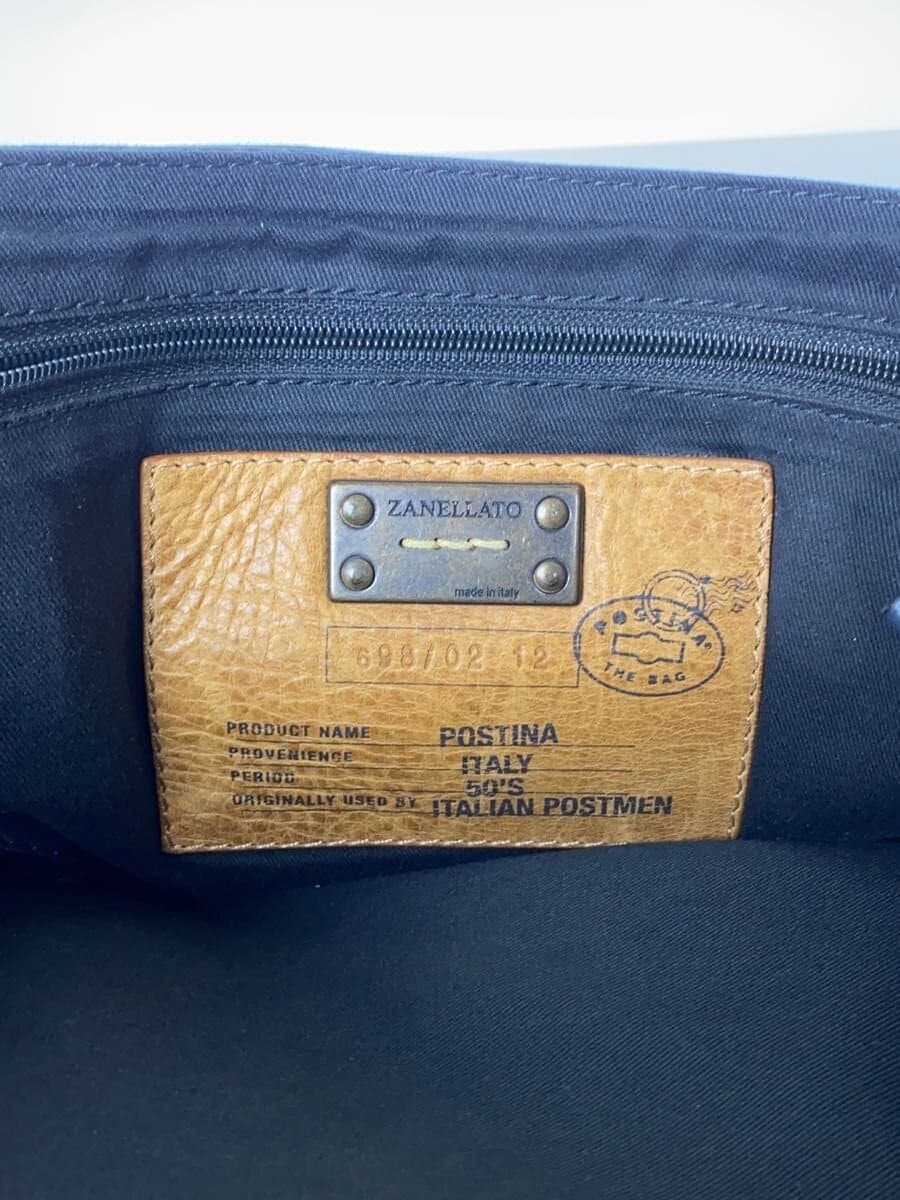 ZANELLATO
made in italy
698/02 12
POSTINA®
THE BAG
PRODUCT NAME POSTINA
PROVENIENCE ITALY
PERIOD 50'S
ORIGINALLY USED BY ITALIAN POSTMEN